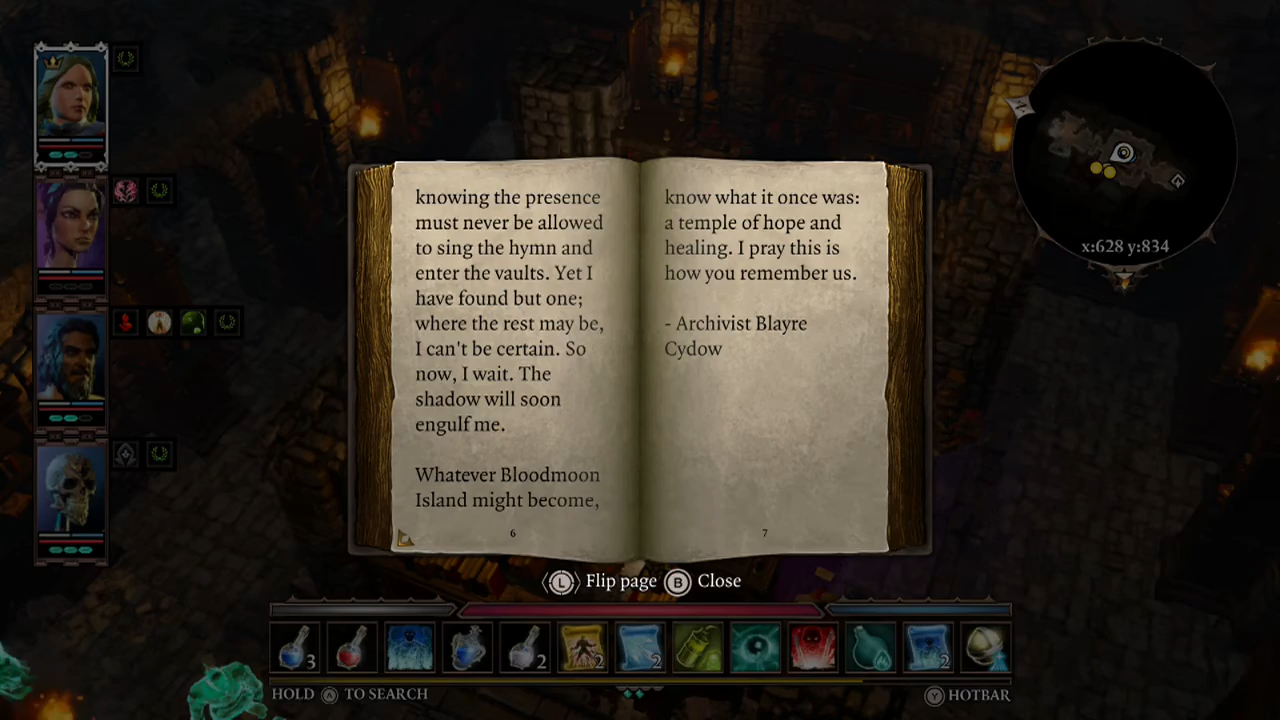 knowing the presence
must never be allowed
to sing the hymn and
enter the vaults. Yet I
have found but one;
where the rest may be,
I can't be certain. So
now, I wait. The
shadow will soon
engulf me.
Whatever Bloodmoon
Island might become,
6
know what it once was:
a temple of hope and
healing. I pray this is
how you remember us.
- Archivist Blayre
Cydow
7
x:628 y:834
L Flip page B Close
3
2
2
2
2
HOLD A TO SEARCH
Y HOTBAR